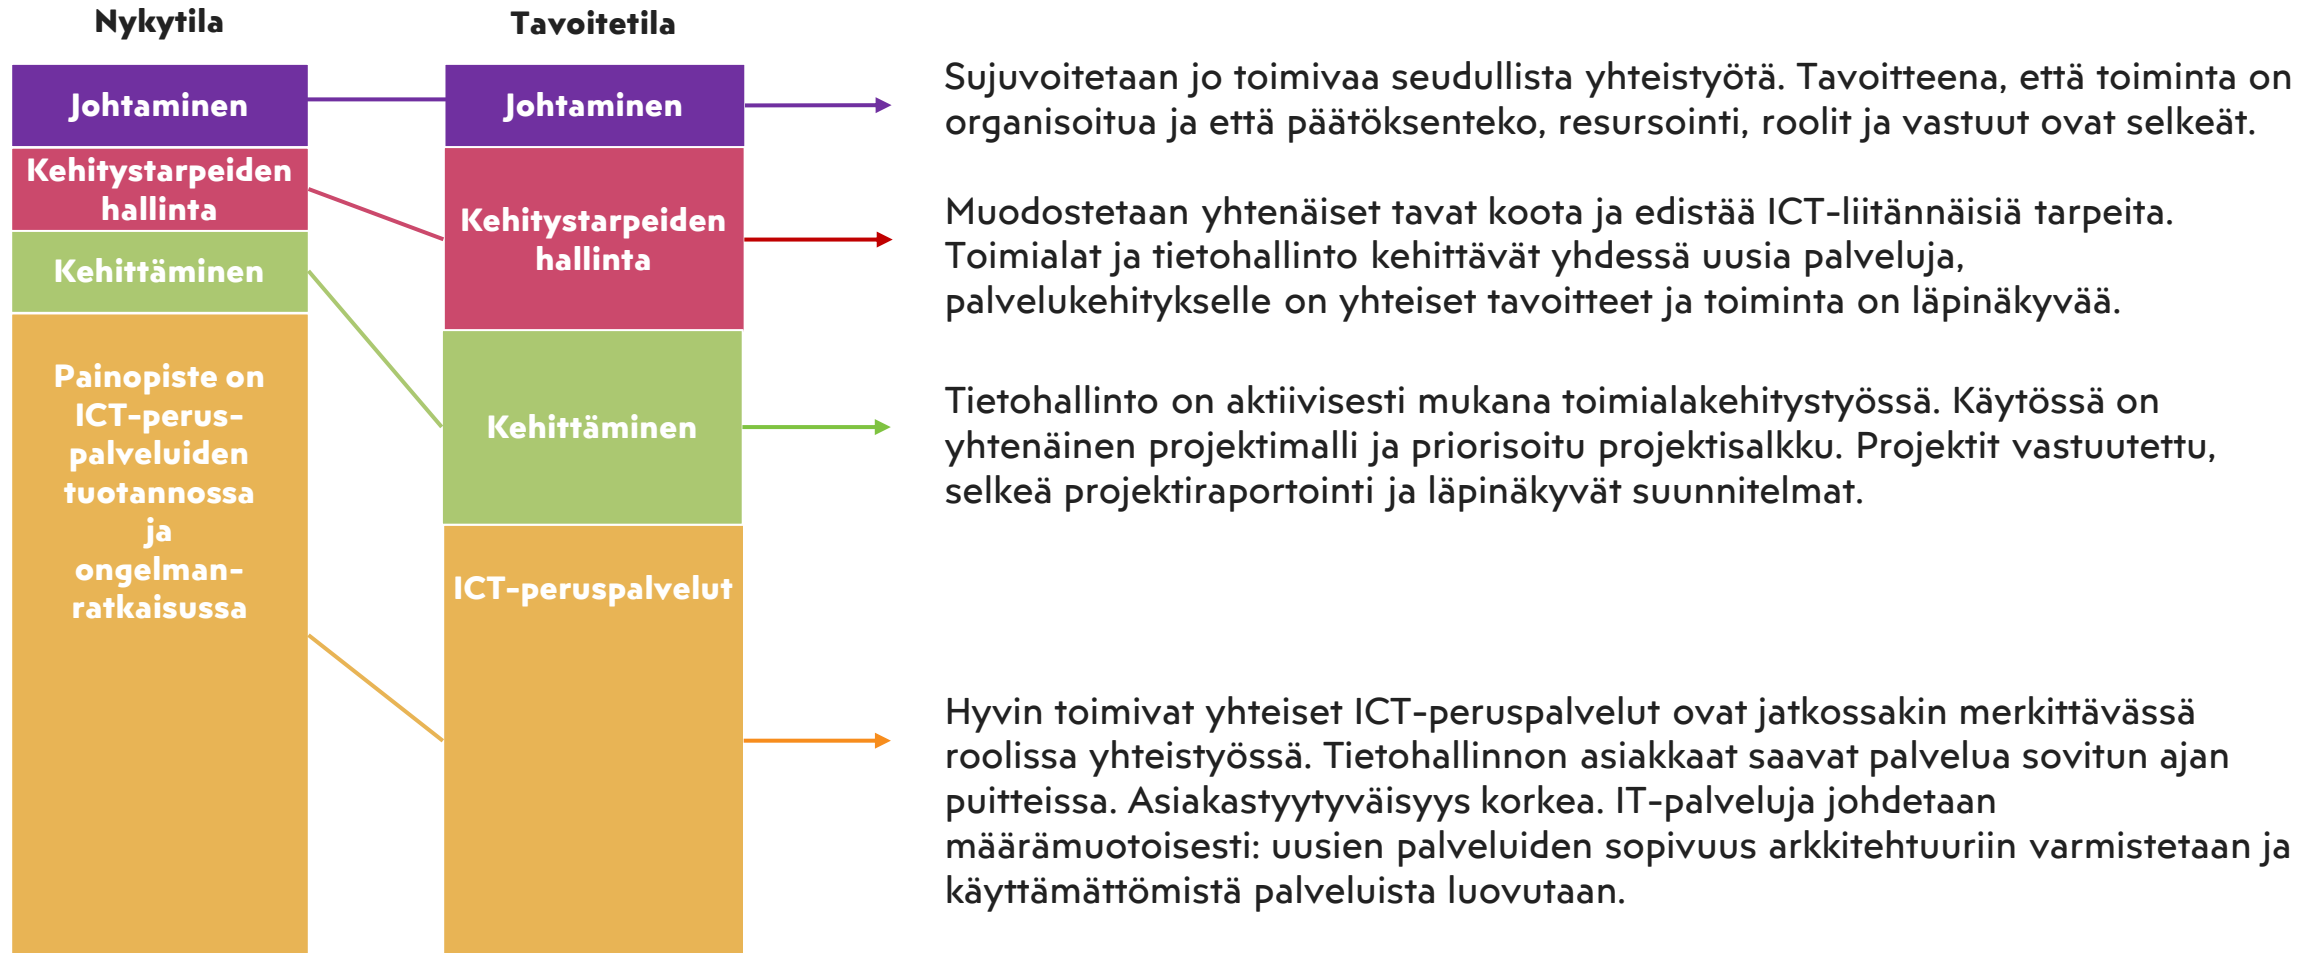 Nykytila
Johtaminen
Kehitystarpeiden
hallinta
Kehittäminen
Painopiste on
ICT-perus-
palveluiden
tuotannossa
ja
ongelman-
ratkaisussa
Tavoitetila
Johtaminen
Kehitystarpeiden
hallinta
Kehittäminen
ICT-peruspalvelut
Sujuvoitetaan jo toimivaa seudullista yhteistyötä. Tavoitteena, että toiminta on
organisoitua ja että päätöksenteko, resursointi, roolit ja vastuut ovat selkeät.
Muodostetaan yhtenäiset tavat koota ja edistää ICT-liitännäisiä tarpeita.
Toimialat ja tietohallinto kehittävät yhdessä uusia palveluja,
palvelukehitykselle on yhteiset tavoitteet ja toiminta on läpinäkyvää.
Tietohallinto on aktiivisesti mukana toimialakehitystyössä. Käytössä on
yhtenäinen projektimalli ja priorisoitu projektisalkku. Projektit vastuutettu,
selkeä projektiraportointi ja läpinäkyvät suunnitelmat.
Hyvin toimivat yhteiset ICT-peruspalvelut ovat jatkossakin merkittävässä
roolissa yhteistyössä. Tietohallinnon asiakkaat saavat palvelua sovitun ajan
puitteissa. Asiakastyytyväisyys korkea. IT-palveluja johdetaan
määrämuotoisesti: uusien palveluiden sopivuus arkkitehtuuriin varmistetaan ja
käyttämättömistä palveluista luovutaan.